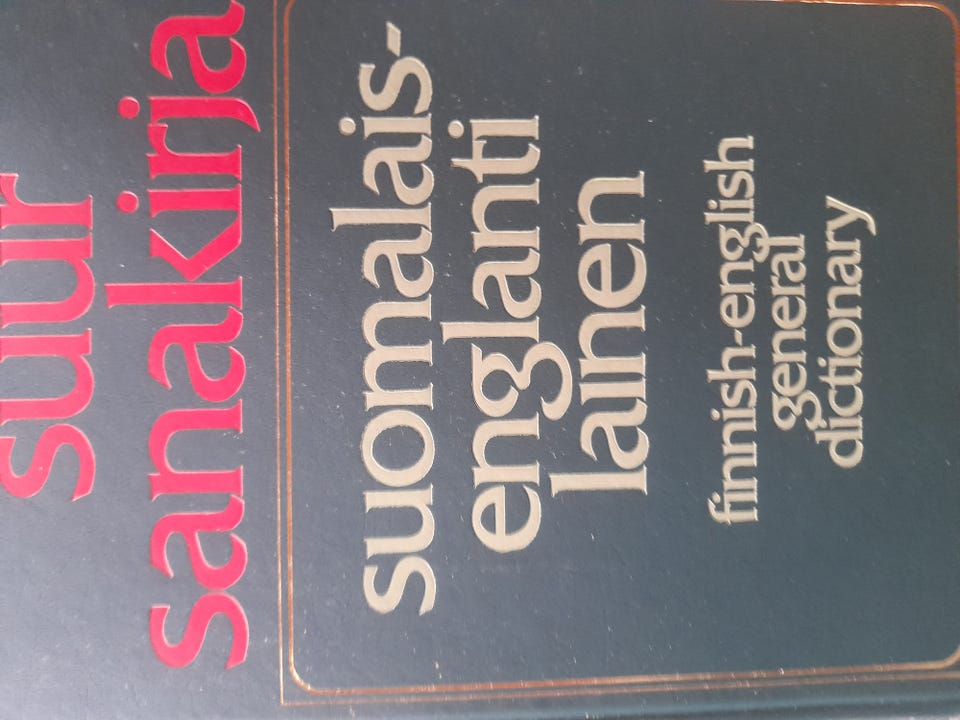 suur
sanakirja
suomalais-
englanti
lainen
finnish-english
general
dictionary